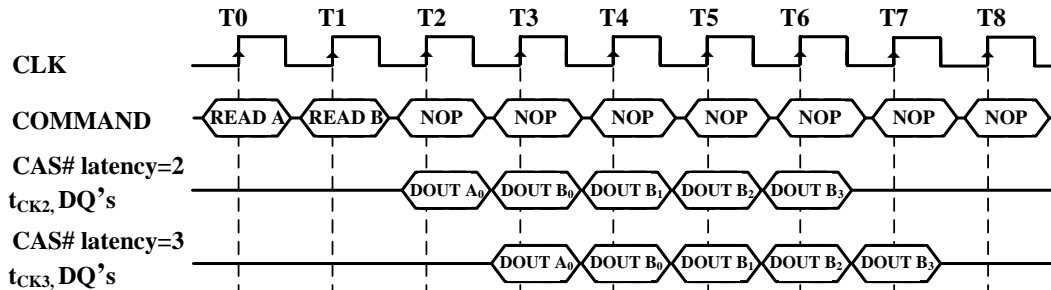 T0 T1 T2 T3 T4 T5 T6 T7 T8
CLK
COMMAND READ A READ B NOP NOP NOP NOP NOP NOP NOP
CAS# latency=2
tCK2, DQ's DOUT A0 DOUT B0 DOUT B1 DOUT B2 DOUT B3
CAS# latency=3
tCK3, DQ's DOUT A0 DOUT B0 DOUT B1 DOUT B2 DOUT B3